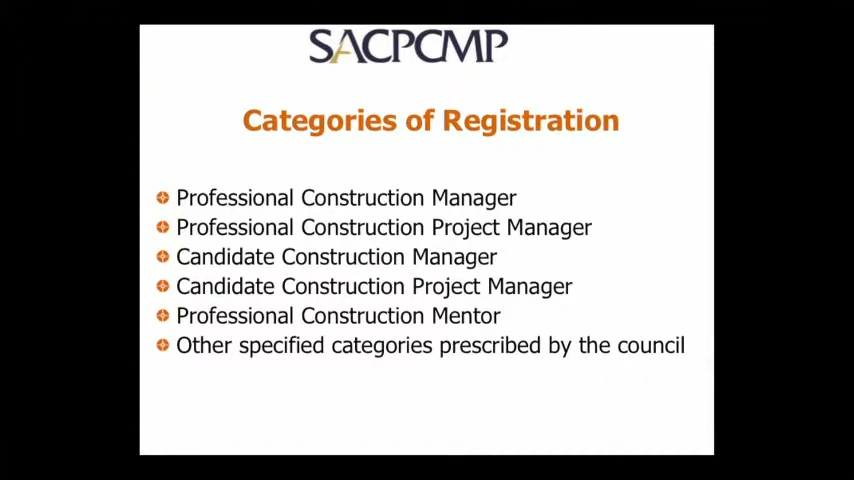 SACPCMP
Categories of Registration
Professional Construction Manager
Professional Construction Project Manager
Candidate Construction Manager
Candidate Construction Project Manager
Professional Construction Mentor
Other specified categories prescribed by the council